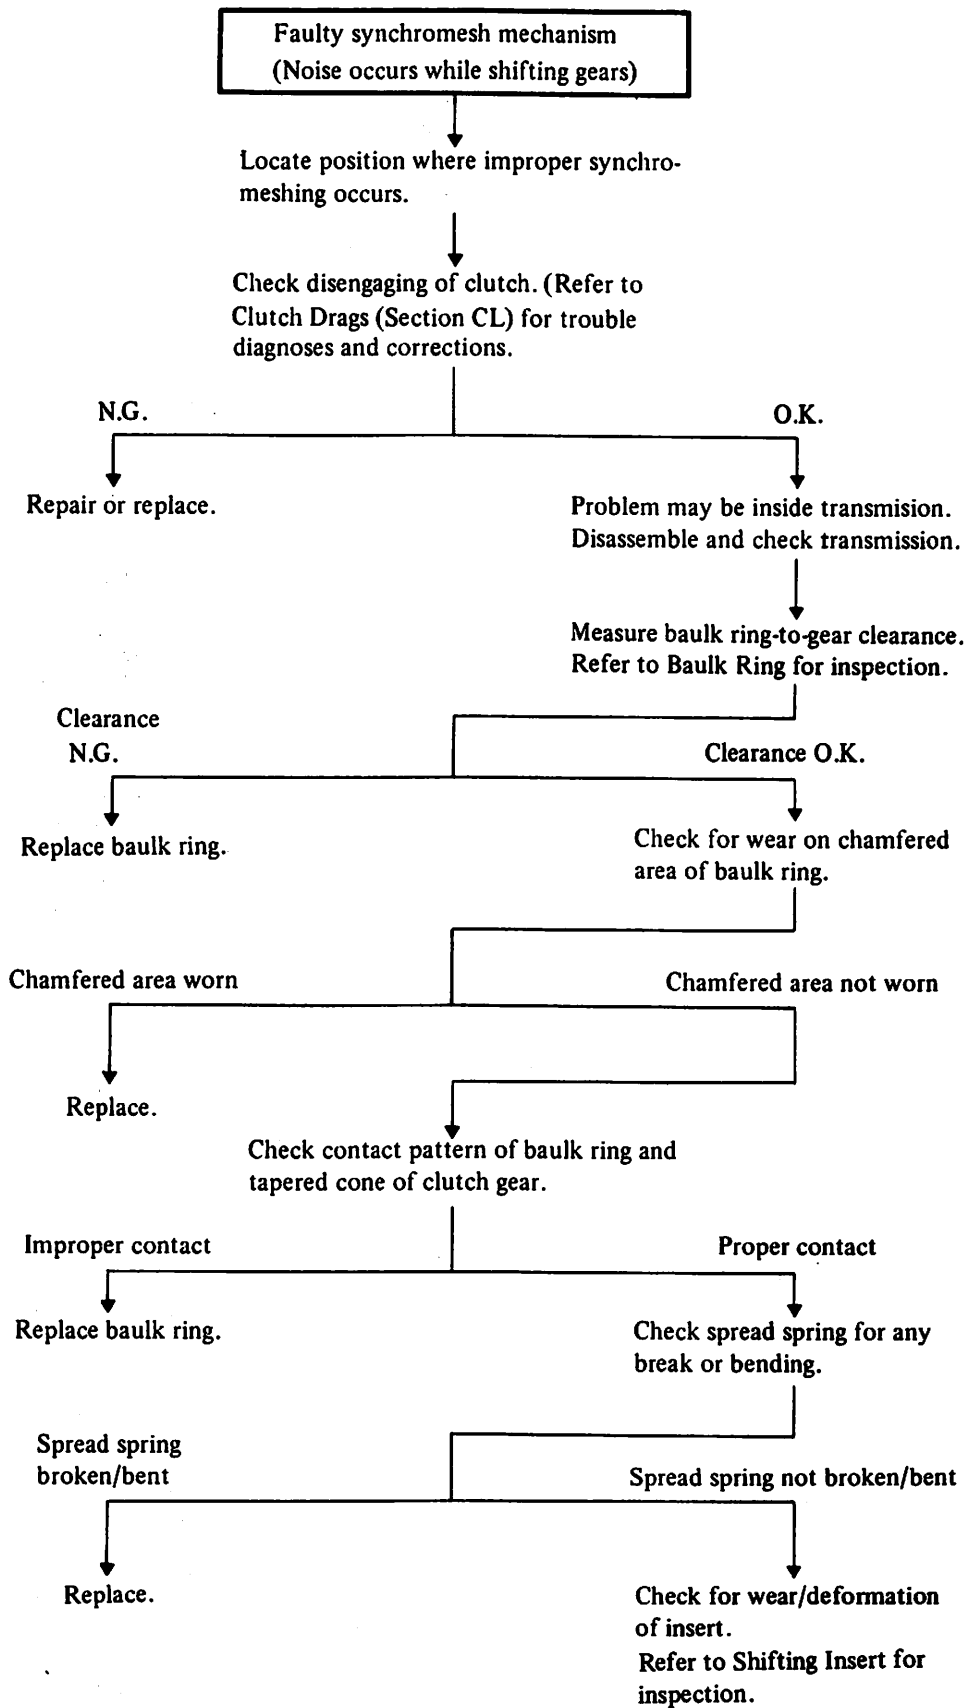 Faulty synchromesh mechanism
(Noise occurs while shifting gears)
Locate position where improper synchro-
meshing occurs.
Check disengaging of clutch. (Refer to
Clutch Drags (Section CL) for trouble
diagnoses and corrections.
N.G.
O.K.
Repair or replace.
Problem may be inside transmision.
Disassemble and check transmission.
Measure baulk ring-to-gear clearance.
Refer to Baulk Ring for inspection.
Clearance
N.G.
Clearance O.K.
Replace baulk ring.
Check for wear on chamfered
area of baulk ring.
Chamfered area worn
Chamfered area not worn
Replace.
Check contact pattern of baulk ring and
tapered cone of clutch gear.
Improper contact
Proper contact
Replace baulk ring.
Check spread spring for any
break or bending.
Spread spring
broken/bent
Spread spring not broken/bent
Replace.
Check for wear/deformation
of insert.
Refer to Shifting Insert for
inspection.